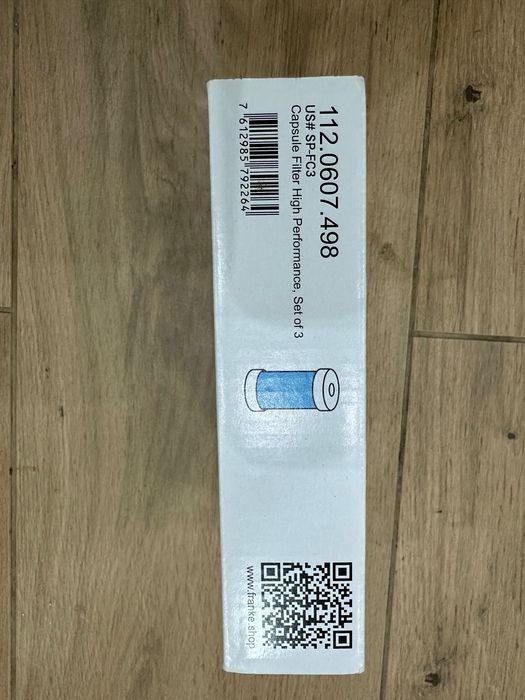 112.0607.498
US# SP-FC3
Capsule Filter High Performance, Set of 3
7 612985 792264
www.franke.shop